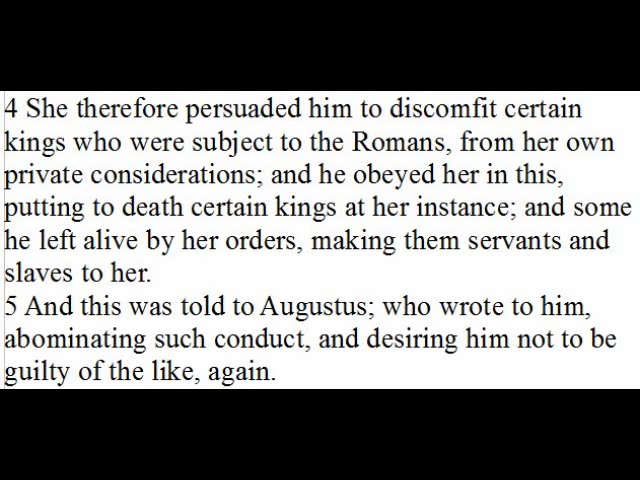 4 She therefore persuaded him to discomfit certain
kings who were subject to the Romans, from her own
private considerations; and he obeyed her in this,
putting to death certain kings at her instance; and some
he left alive by her orders, making them servants and
slaves to her.
5 And this was told to Augustus; who wrote to him,
abominating such conduct, and desiring him not to be
guilty of the like, again.